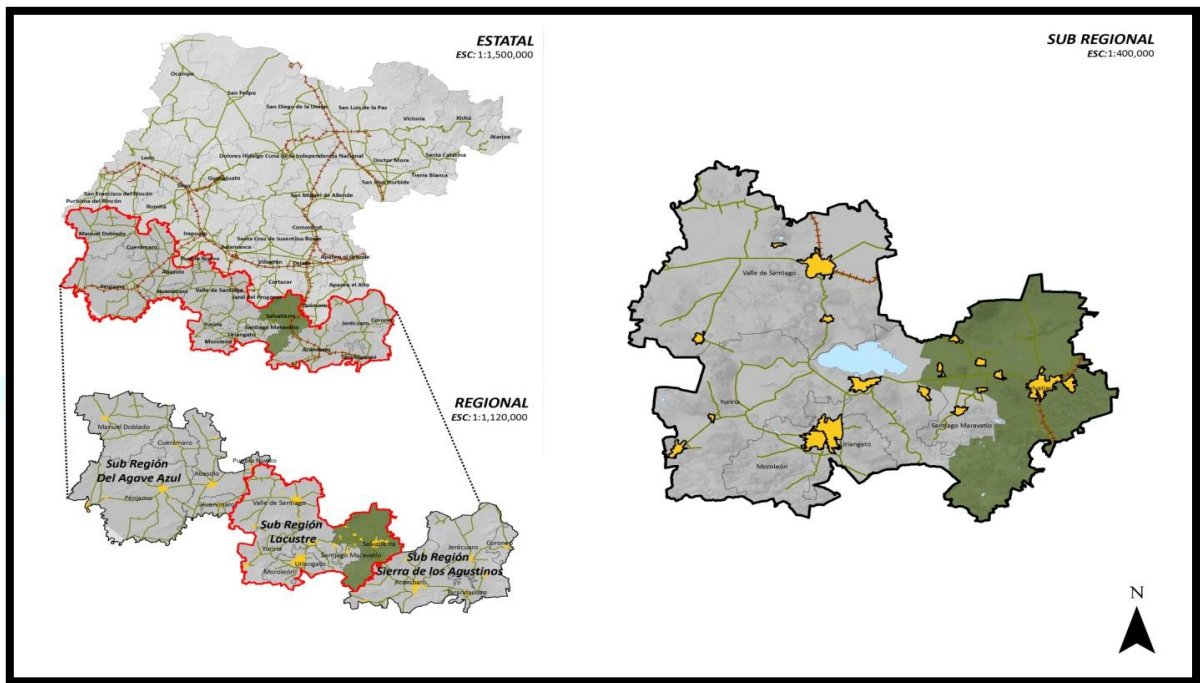 ESTATAL
ESC: 1:1,500,000
Ocampo
San Felipe
San Diego de la Unión
San Luis de la Paz
Victoria
Xichú
Atarjea
León
Dolores Hidalgo Cuna de la Independencia Nacional
Doctor Mora
Santa Catarina
Tierra Blanca
Silao
Guanajuato
San José Iturbide
San Francisco del Rincón
Purísima del Rincón
San Miguel de Allende
Romita
Comonfort
Manuel Doblado
Irapuato
Santa Cruz de Juventino Rosas
Cuerámaro
Salamanca
Pueblo Nuevo
Villagrán
Celaya
Apaseo el Grande
Abasolo
Cortazar
Apaseo el Alto
Pénjamo
Huanímaro
Valle de Santiago
Jaral del Progreso
Tarimoro
Salvatierra
Coroneo
Yuriria
Santiago Maravatío
Jerécuaro
Uriangato
Moroleón
Acámbaro
REGIONAL
ESC: 1:1,120,000
Manuel Doblado
Cuerámaro
Pueblo Nuevo
Sub Región
Del Agave Azul
Abasolo
Pénjamo
Huanímaro
Valle de Santiago
Sub Región
Lacustre
Salvatierra
Jerécuaro
Coroneo
Yuriria
Santiago Maravatío
Sub Región
Sierra de los Agustinos
Uriangato
Moroleón
Acámbaro
Tarandacuao
SUB REGIONAL
ESC: 1:400,000
Valle de Santiago
Yuriria
Salvatierra
Santiago Maravatío
Uriangato
Moroleón
N